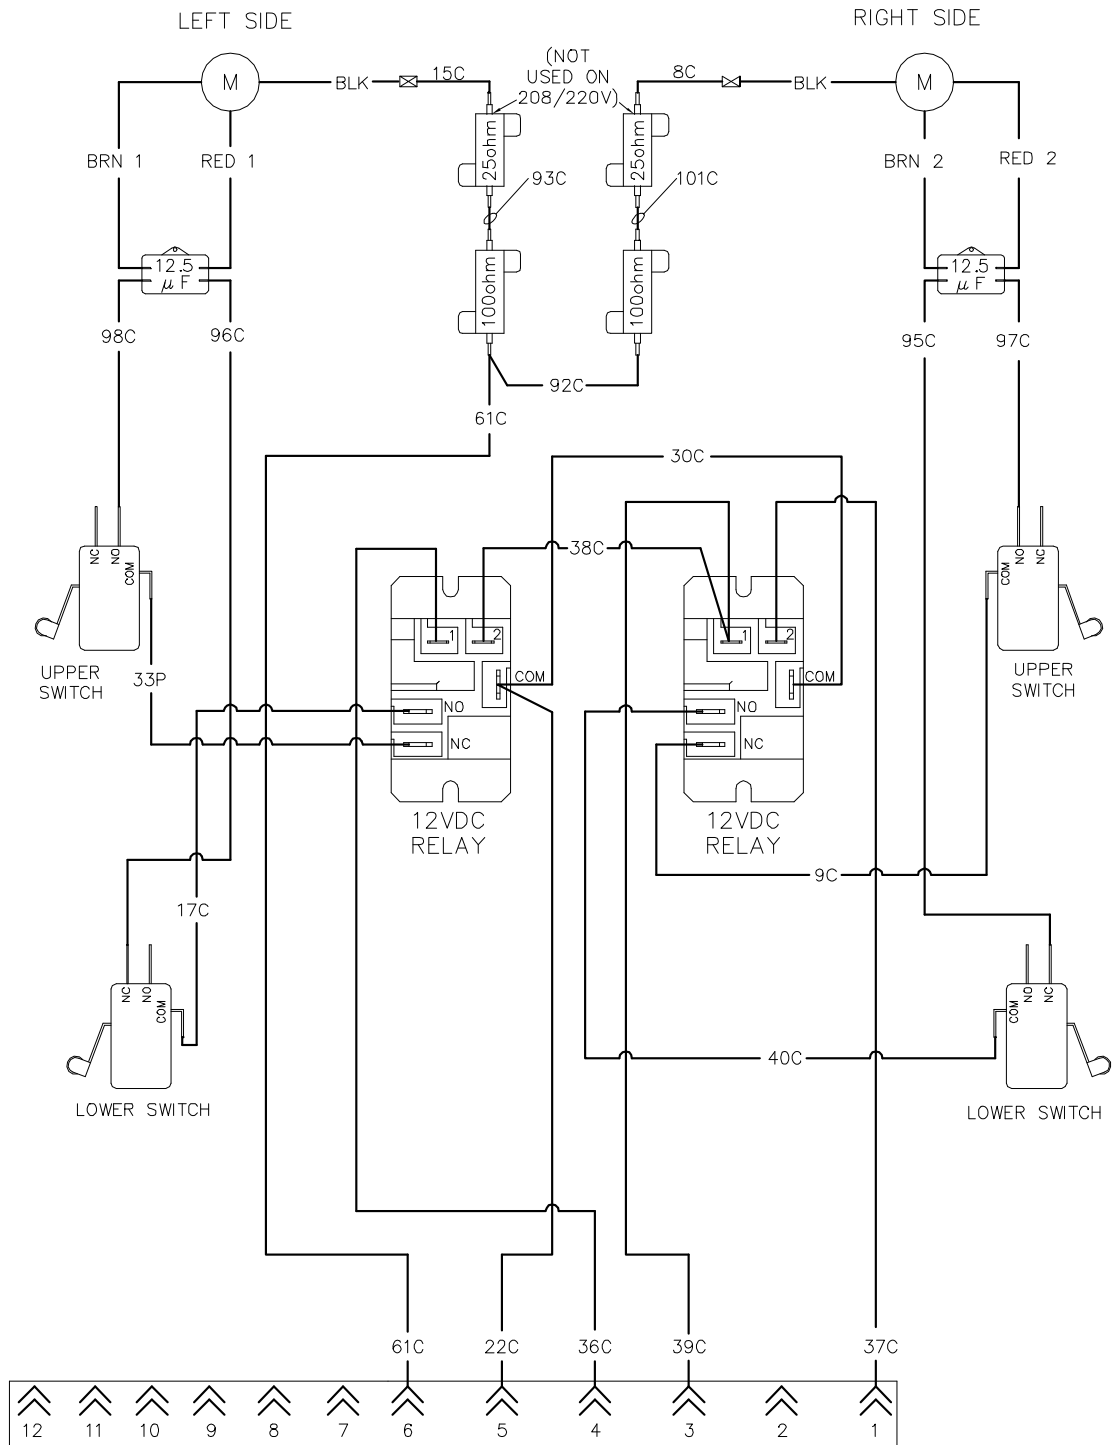 LEFT SIDE
RIGHT SIDE
M
BLK
15C
(NOT
USED ON
208/220V)
8C
BLK
M
BRN 1
RED 1
25ohm
25ohm
BRN 2
RED 2
93C
101C
12.5
µ F
100ohm
100ohm
12.5
µ F
98C
96C
95C
97C
92C
61C
30C
38C
NC
NO
COM
NO
NC
COM
1
2
1
2
UPPER
SWITCH
33P
COM
COM
UPPER
SWITCH
NO
NO
NC
NC
12VDC
RELAY
12VDC
RELAY
9C
17C
NC
NO
COM
COM
NO
NC
40C
LOWER SWITCH
LOWER SWITCH
61C
22C
36C
39C
37C
12
11
10
9
8
7
6
5
4
3
2
1